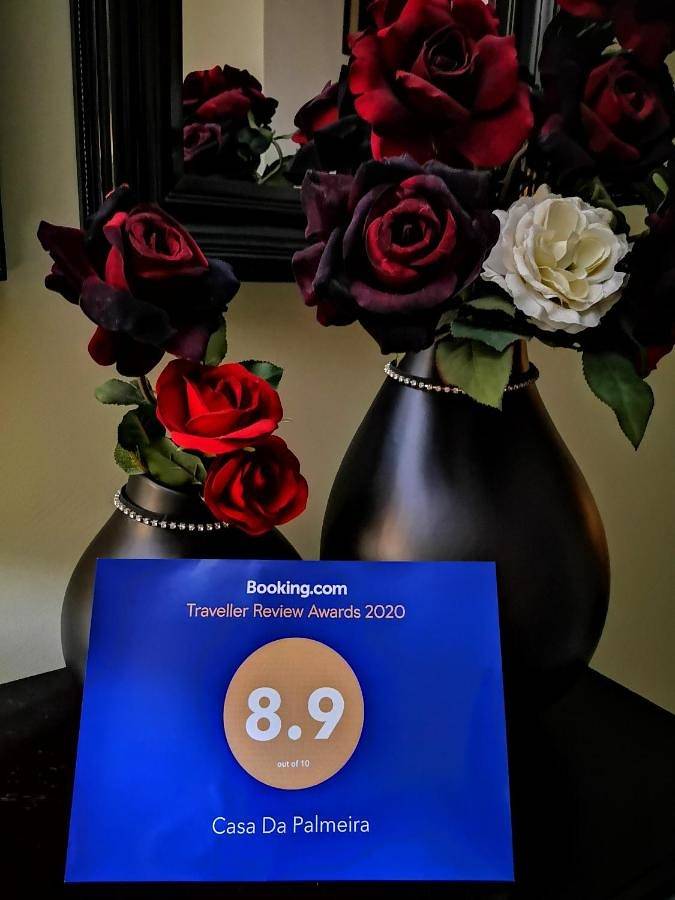 Booking.com
Traveller Review Awards 2020
8.9
out of 10
Casa Da Palmeira